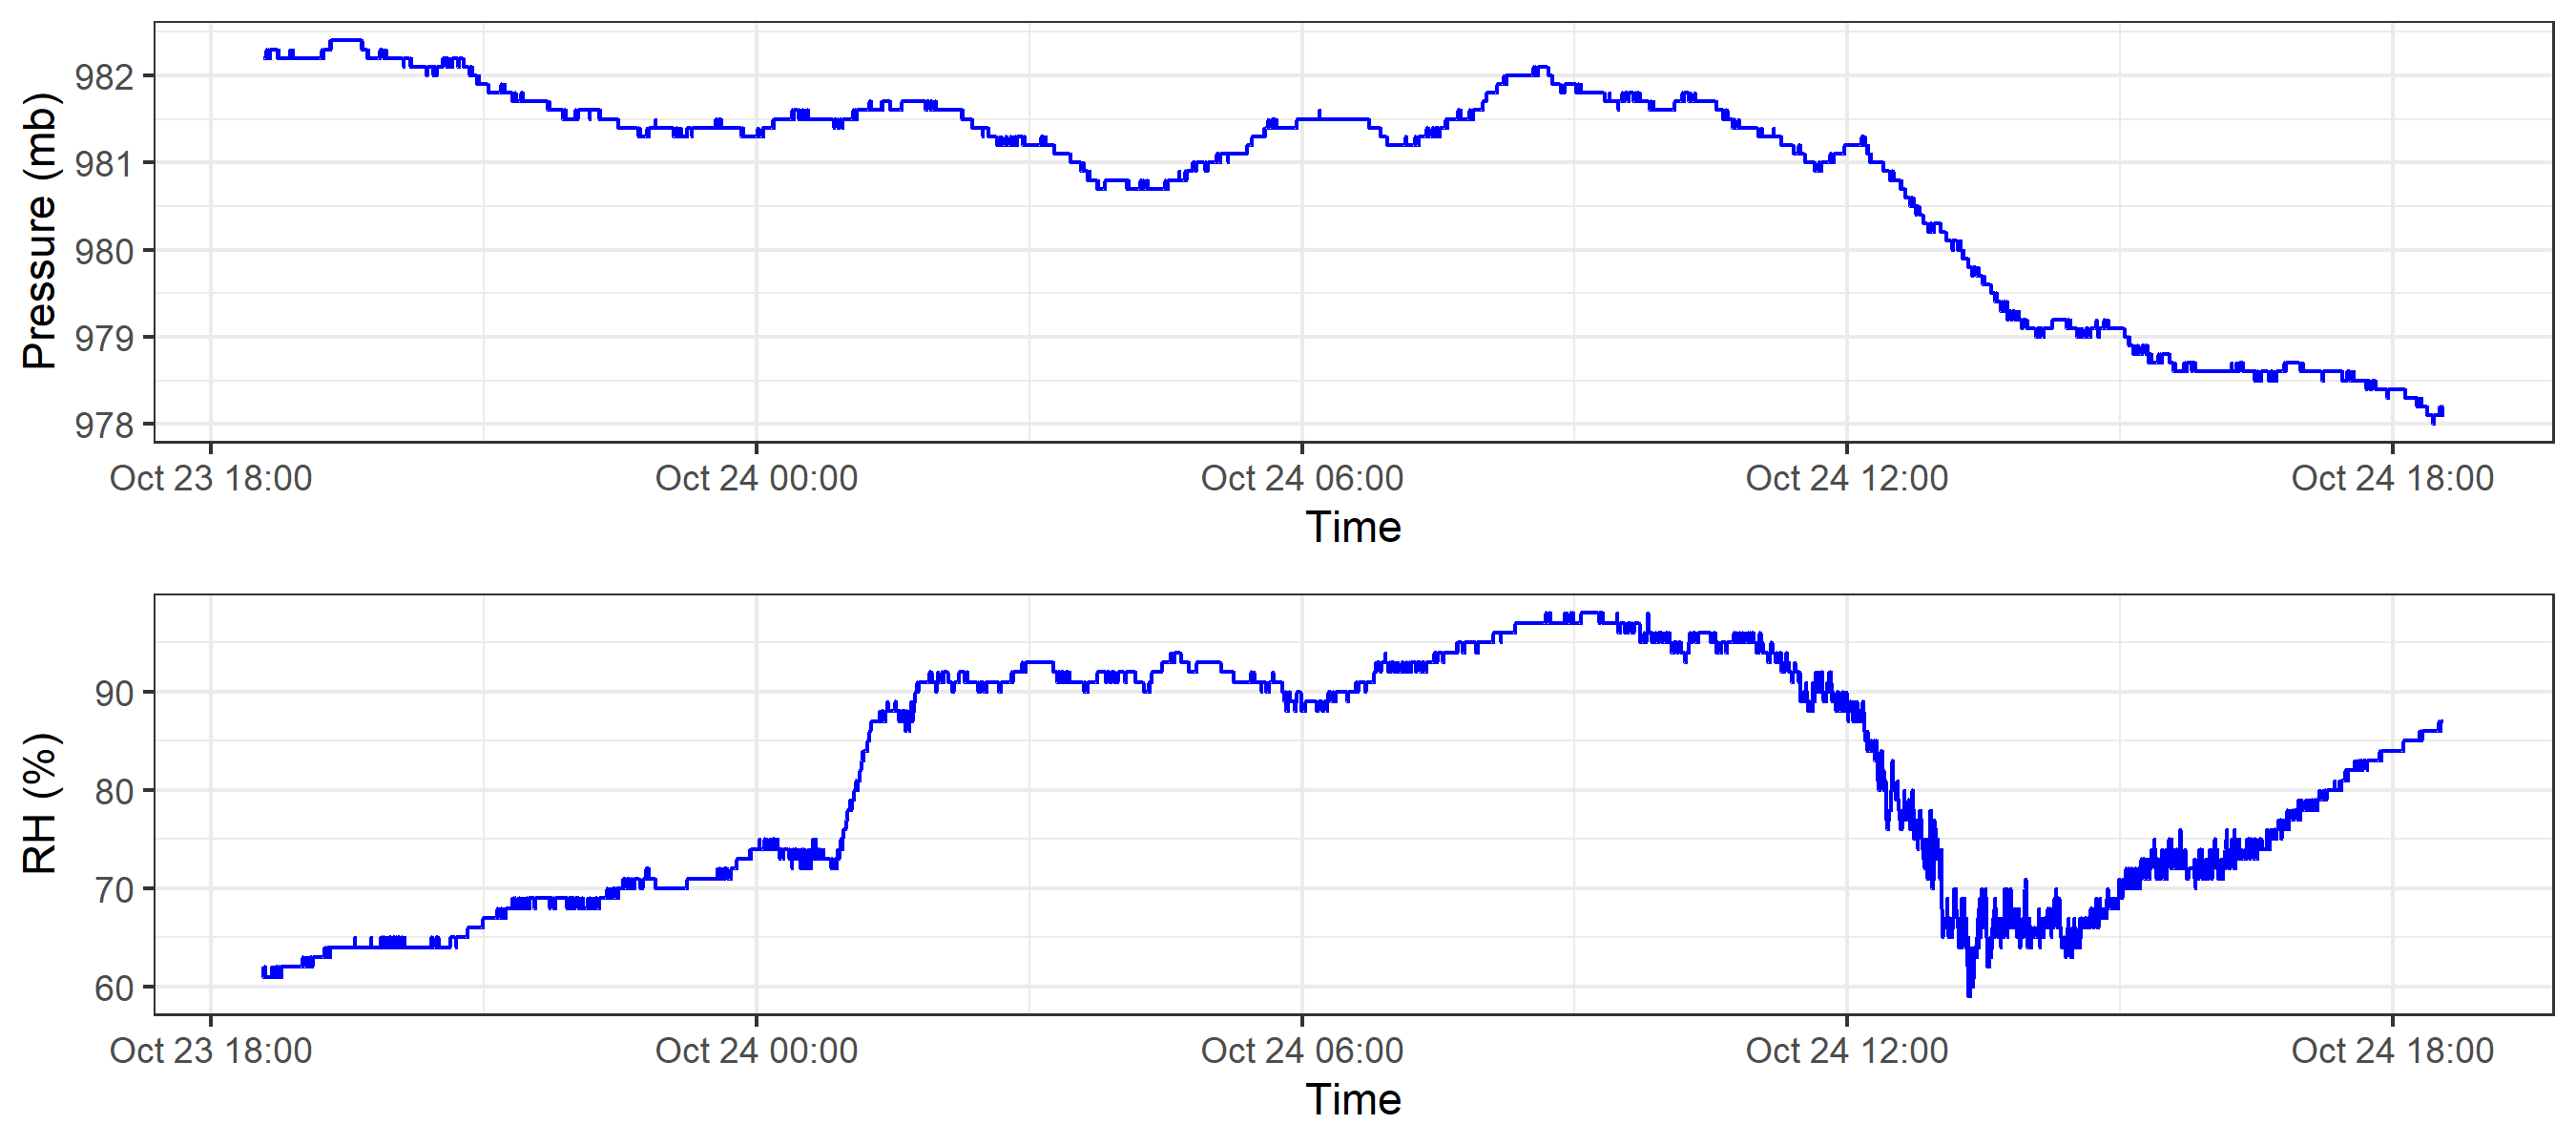 Pressure (mb)
982
981
980
979
978
Oct 23 18:00
Oct 24 00:00
Oct 24 06:00
Oct 24 12:00
Oct 24 18:00
Time
RH (%)
90
80
70
60
Oct 23 18:00
Oct 24 00:00
Oct 24 06:00
Oct 24 12:00
Oct 24 18:00
Time